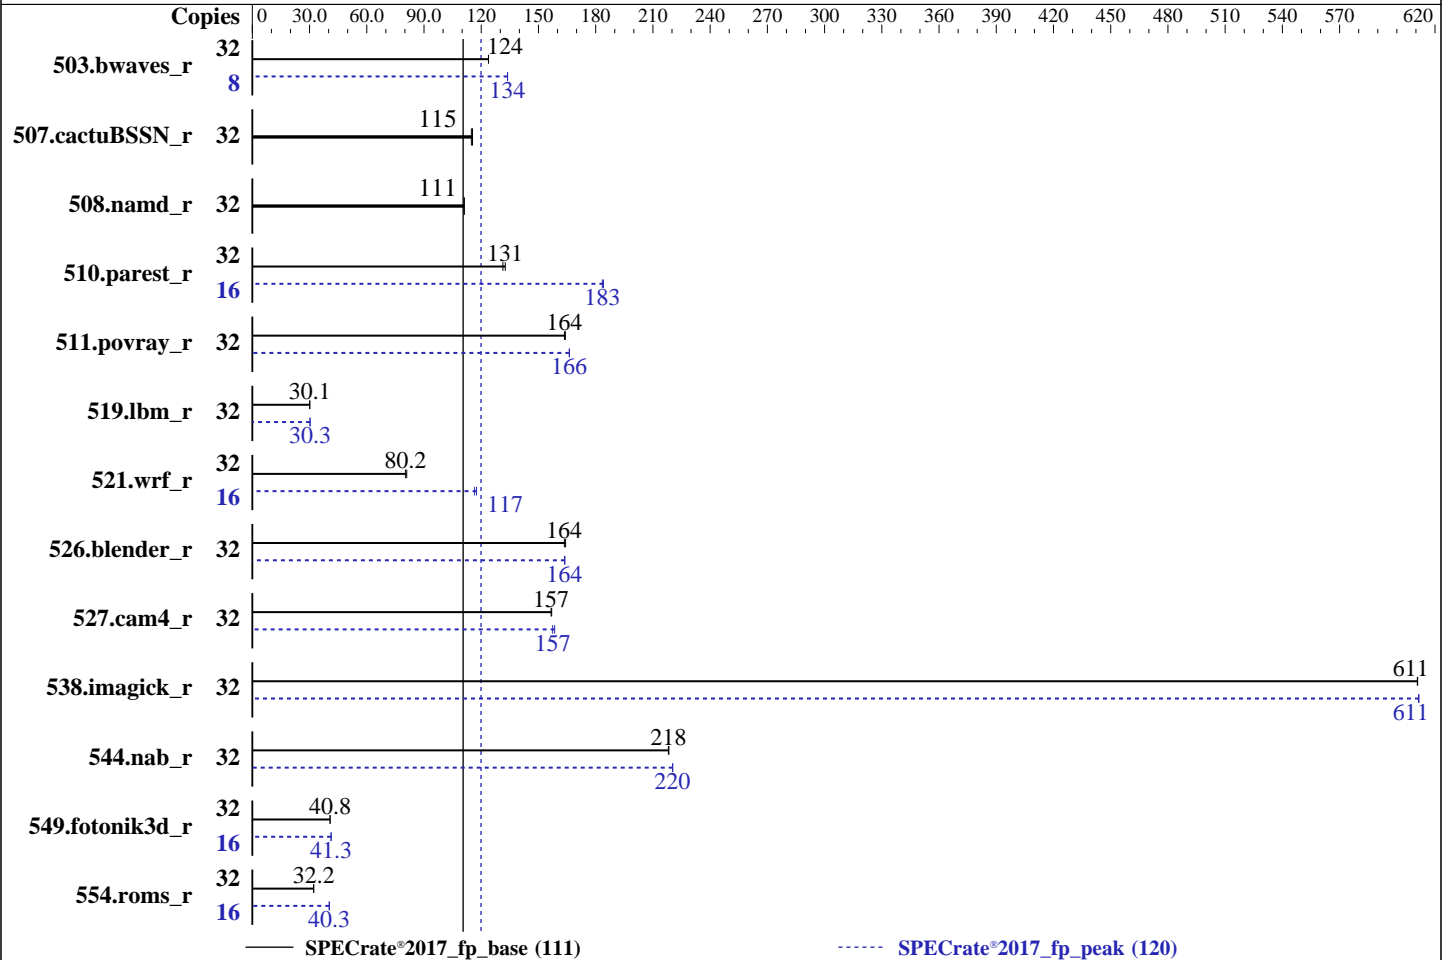 Copies 0 30.0 60.0 90.0 120 150 180 210 240 270 300 330 360 390 420 450 480 510 540 570 620
503.bwaves_r 32 124
8 134
507.cactuBSSN_r 32 115
508.namd_r 32 111
510.parest_r 32 131
16 183
511.povray_r 32 164
166
519.lbm_r 32 30.1
30.3
521.wrf_r 32 80.2
16 117
526.blender_r 32 164
164
527.cam4_r 32 157
157
538.imagick_r 32 611
611
544.nab_r 32 218
220
549.fotonik3d_r 32 40.8
16 41.3
554.roms_r 32 32.2
16 40.3
SPECrate®2017_fp_base (111) SPECrate®2017_fp_peak (120)